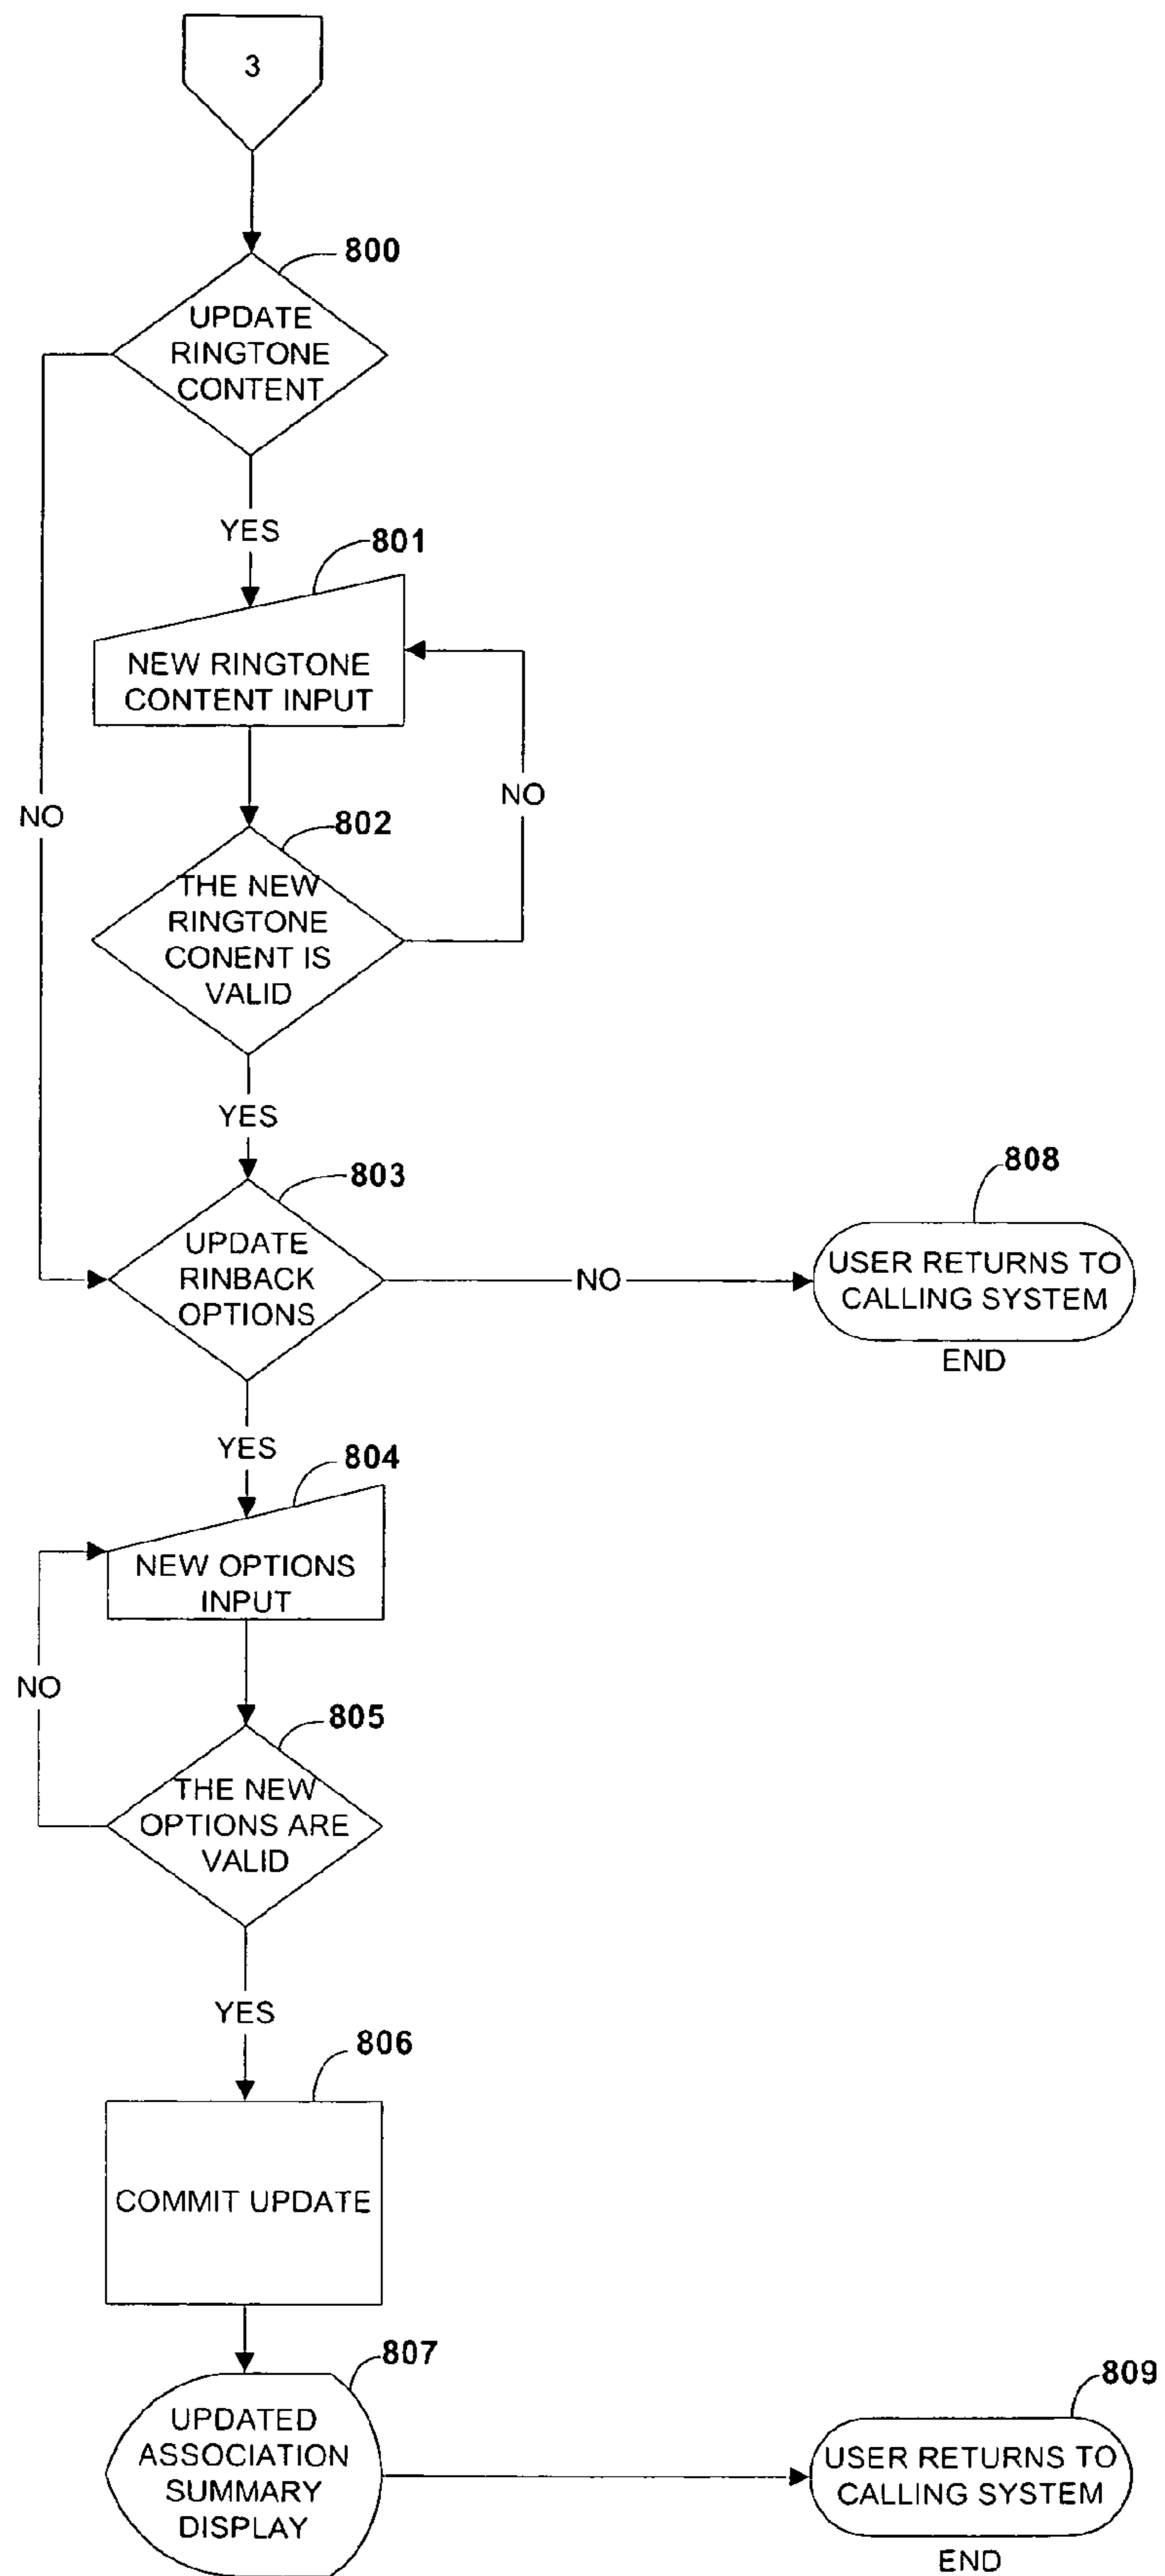 3
800
UPDATE
RINGTONE
CONTENT
YES
801
NEW RINGTONE
CONTENT INPUT
NO
NO
802
THE NEW
RINGTONE
CONENT IS
VALID
YES
803
UPDATE
RINBACK
OPTIONS
NO
808
USER RETURNS TO
CALLING SYSTEM
END
YES
804
NEW OPTIONS
INPUT
NO
805
THE NEW
OPTIONS ARE
VALID
YES
806
COMMIT UPDATE
807
UPDATED
ASSOCIATION
SUMMARY
DISPLAY
809
USER RETURNS TO
CALLING SYSTEM
END